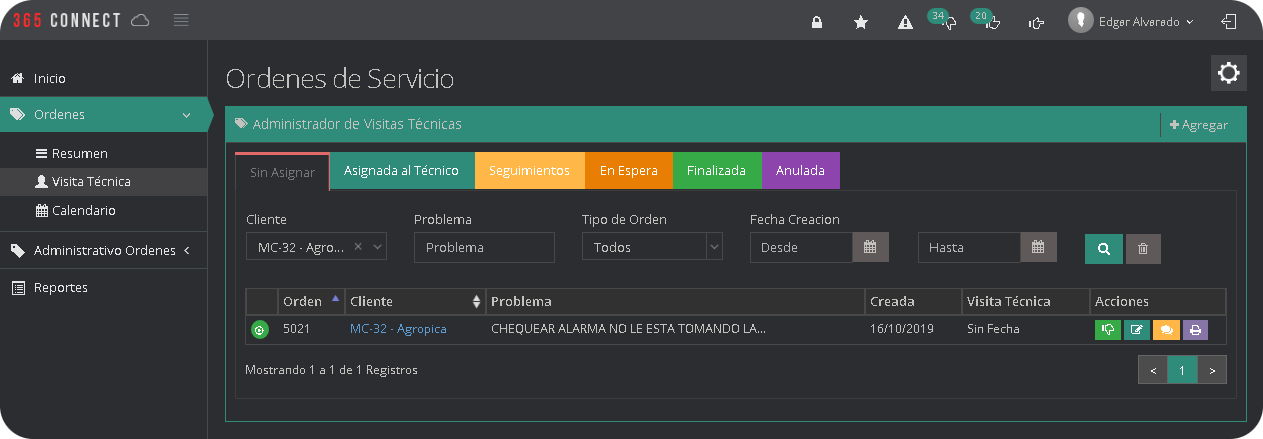 365 CONNECT
34
20
Edgar Alvarado
Inicio
Ordenes
Resumen
Visita Técnica
Calendario
Administrativo Ordenes
Reportes
Ordenes de Servicio
Administrador de Visitas Técnicas
Agregar
Sin Asignar Asignada al Técnico Seguimientos En Espera Finalizada Anulada
Cliente Problema Tipo de Orden Fecha Creacion
MC-32 - Agro... × Problema Todos Desde Hasta
Orden Cliente Problema Creada Visita Técnica Acciones
5021 MC-32 - Agropica CHEQUEAR ALARMA NO LE ESTA TOMANDO LA... 16/10/2019 Sin Fecha
Mostrando 1 a 1 de 1 Registros
< 1 >